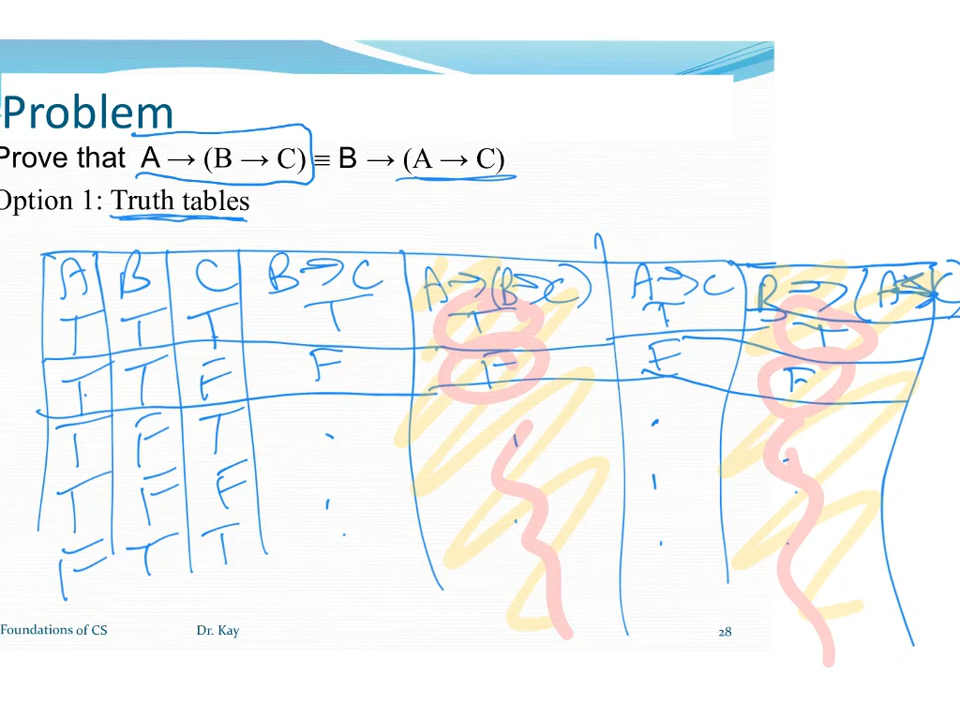 Problem
Prove that A → (B → C) ≡ B → (A → C)
Option 1: Truth tables
A B C B→C A→(B→C) A→C B→(A→C)
T T T T T T T
T T F F F F F
T F T . . . .
T F F . . . .
F T T . . . .
Foundations of CS Dr. Kay 28